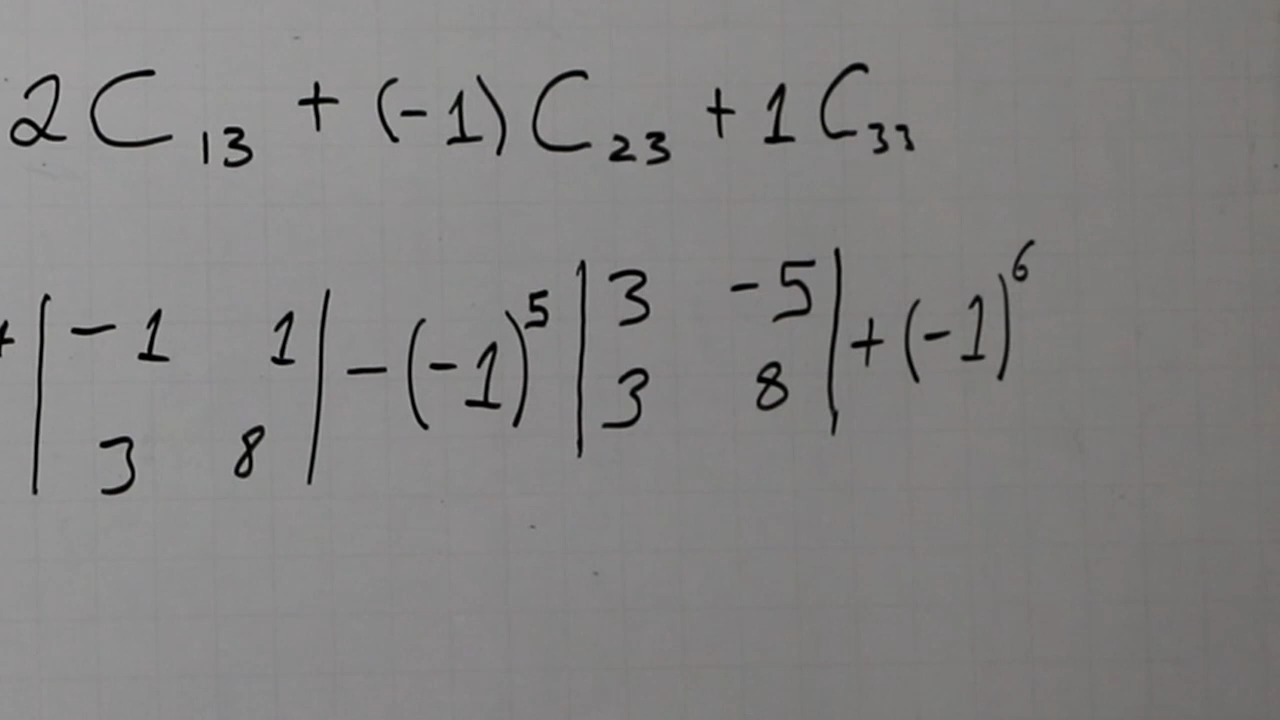 2C₁₃ + (-1)C₂₃ + 1C₃₃
| -1 1 | - (-1)⁵ | 3 -5 | + (-1)⁶
3 8 3 8